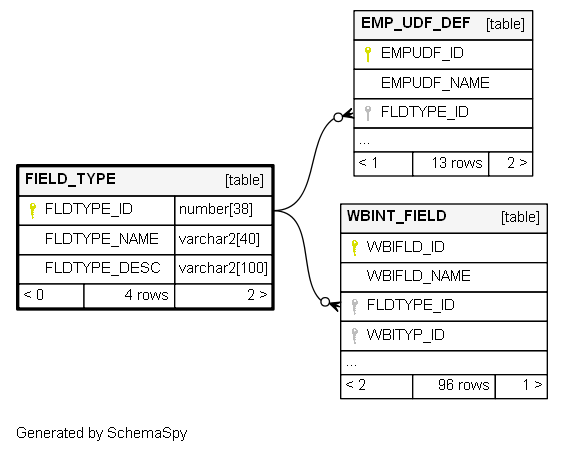 EMP_UDF_DEF [table]
EMPUDF_ID
EMPUDF_NAME
FLDTYPE_ID
...
< 1 13 rows 2 >
FIELD_TYPE [table]
FLDTYPE_ID number[38]
FLDTYPE_NAME varchar2[40]
FLDTYPE_DESC varchar2[100]
< 0 4 rows 2 >
WBINT_FIELD [table]
WBIFLD_ID
WBIFLD_NAME
FLDTYPE_ID
WBITYP_ID
...
< 2 96 rows 1 >
Generated by SchemaSpy